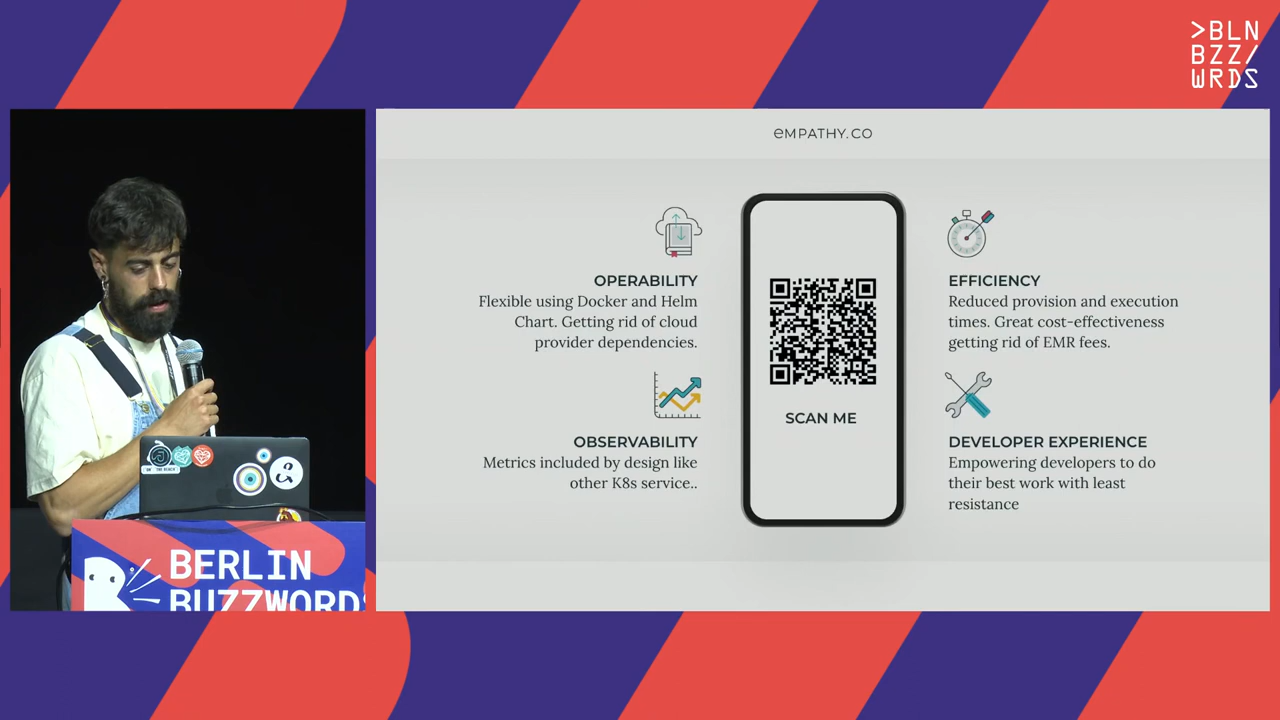 >BLN
BZZ/
WRDS
eMPATHY.CO
OPERABILITY
Flexible using Docker and Helm
Chart. Getting rid of cloud
provider dependencies.
OBSERVABILITY
Metrics included by design like
other K8s service..
SCAN ME
EFFICIENCY
Reduced provision and execution
times. Great cost-effectiveness
getting rid of EMR fees.
DEVELOPER EXPERIENCE
Empowering developers to do
their best work with least
resistance
BERLIN
BUZZWORDS